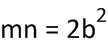 mn = 2b²